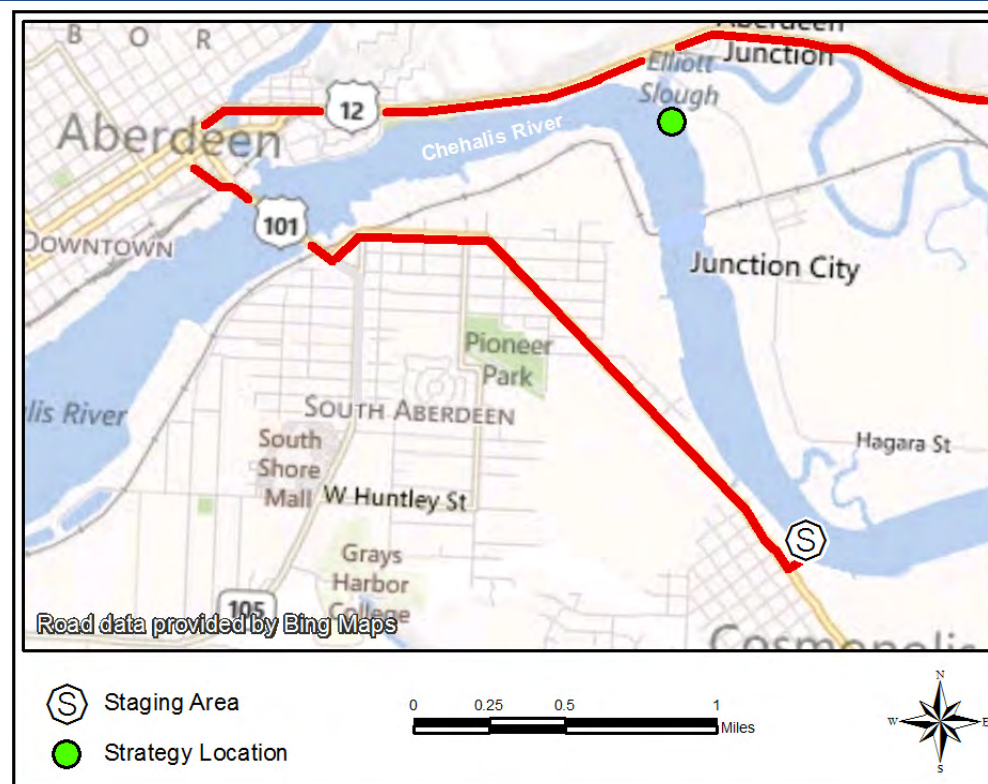 B O R
Aberdeen
Junction
Elliott
Slough
12
Aberdeen
Chehalis River
101
DOWNTOWN
Junction City
Pioneer
Park
lis River
SOUTH ABERDEEN
South
Shore
Mall
Hagara St
W Huntley St
S
Grays
Harbor
College
105
Road data provided by Bing Maps
Cosmopolis
S Staging Area
Strategy Location
0 0.25 0.5 1
Miles
N
W E
S